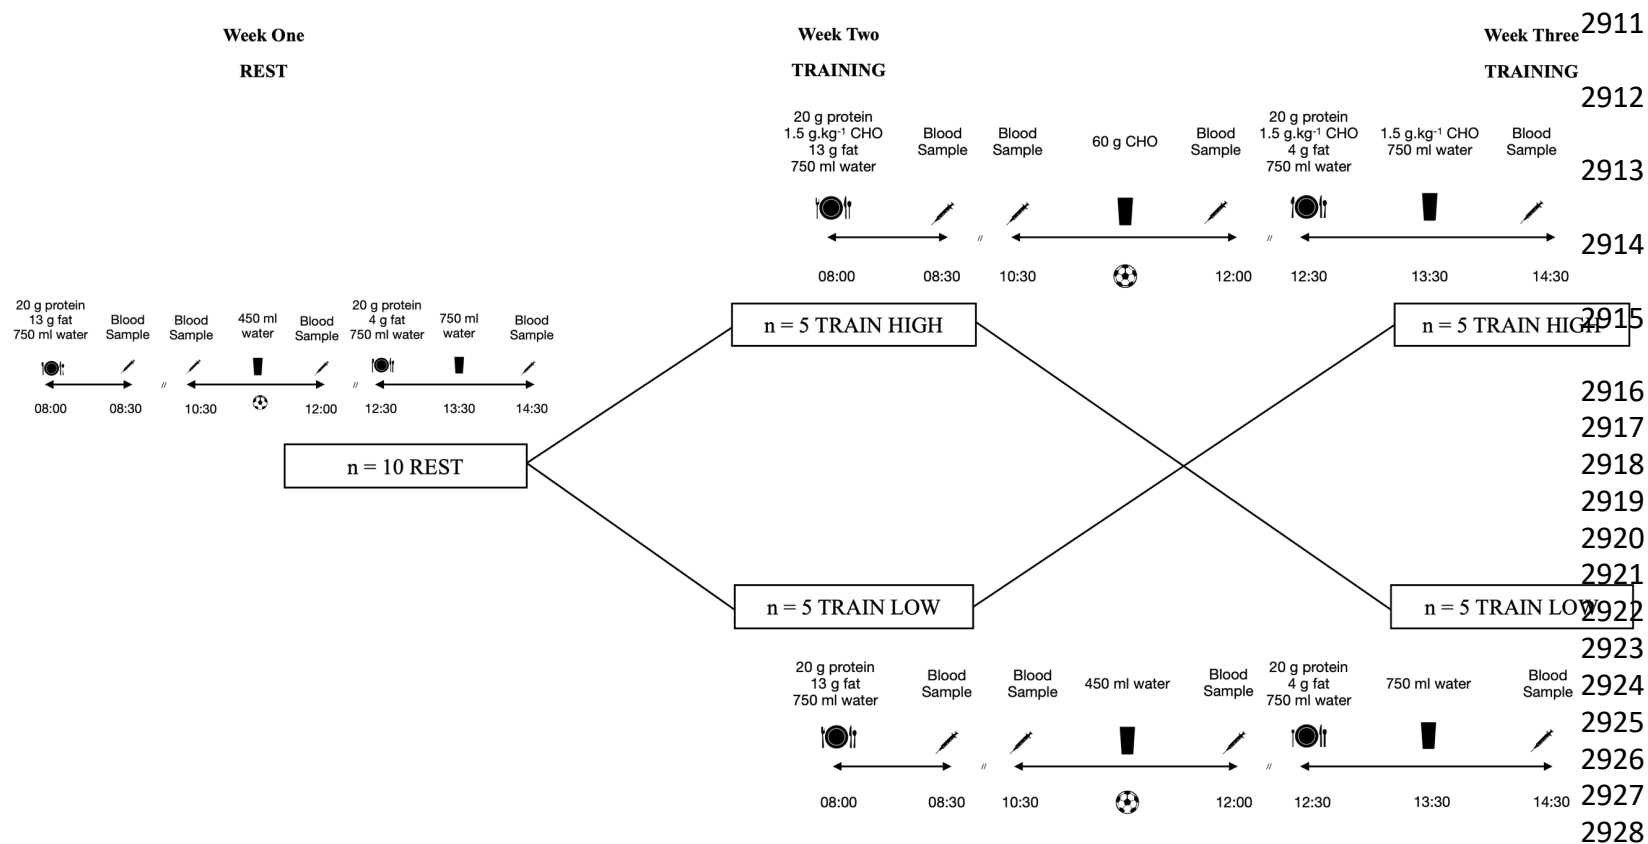 Week One
REST
Week Two
TRAINING
Week Three
TRAINING
20 g protein
1.5 g.kg-1 CHO
13 g fat
750 ml water
Blood
Sample
Blood
Sample
60 g CHO
Blood
Sample
20 g protein
1.5 g.kg-1 CHO
4 g fat
750 ml water
1.5 g.kg-1 CHO
750 ml water
Blood
Sample
//
//
08:00
08:30
10:30
12:00
12:30
13:30
14:30
20 g protein
13 g fat
750 ml water
Blood
Sample
Blood
Sample
450 ml
water
Blood
Sample
20 g protein
4 g fat
750 ml water
750 ml
water
Blood
Sample
//
//
08:00
08:30
10:30
12:00
12:30
13:30
14:30
n = 10 REST
n = 5 TRAIN HIGH
n = 5 TRAIN HIGH
n = 5 TRAIN LOW
n = 5 TRAIN LOW
20 g protein
13 g fat
750 ml water
Blood
Sample
Blood
Sample
450 ml water
Blood
Sample
20 g protein
4 g fat
750 ml water
750 ml water
Blood
Sample
//
//
08:00
08:30
10:30
12:00
12:30
13:30
14:30
2911
2912
2913
2914
2915
2916
2917
2918
2919
2920
2921
2922
2923
2924
2925
2926
2927
2928